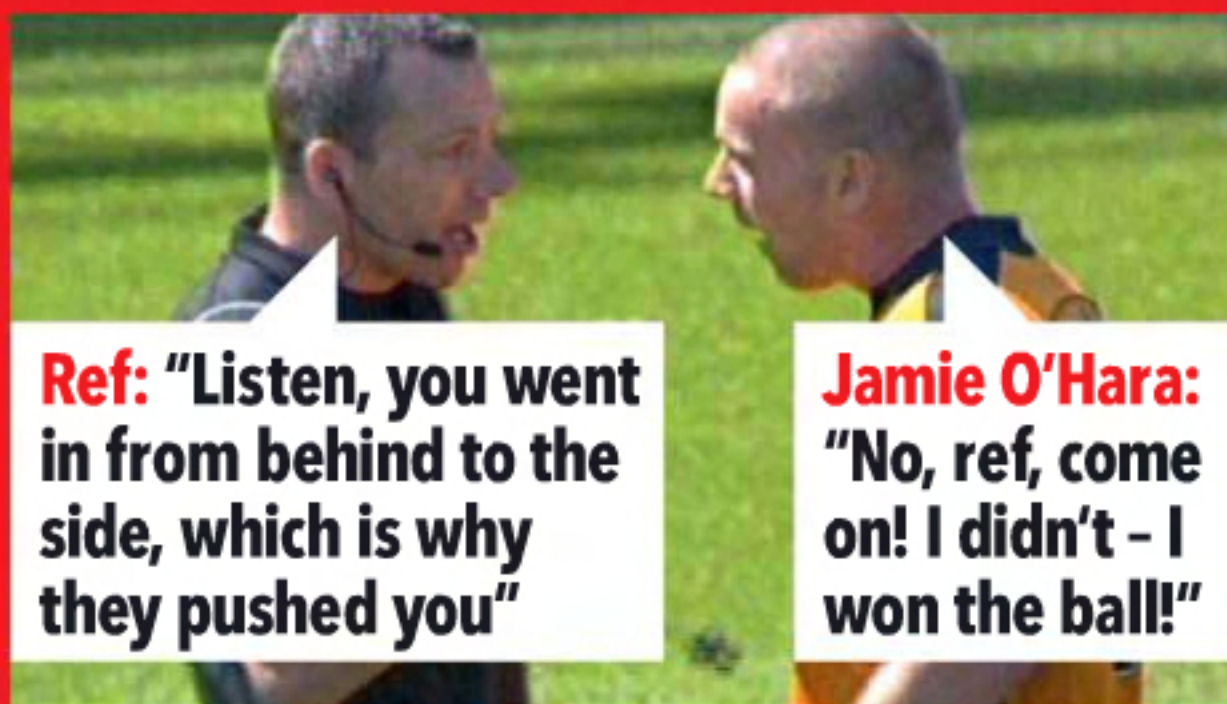 Ref: “Listen, you went
in from behind to the
side, which is why
they pushed you”
Jamie O’Hara:
“No, ref, come
on! I didn‘t – I
won the ball!”